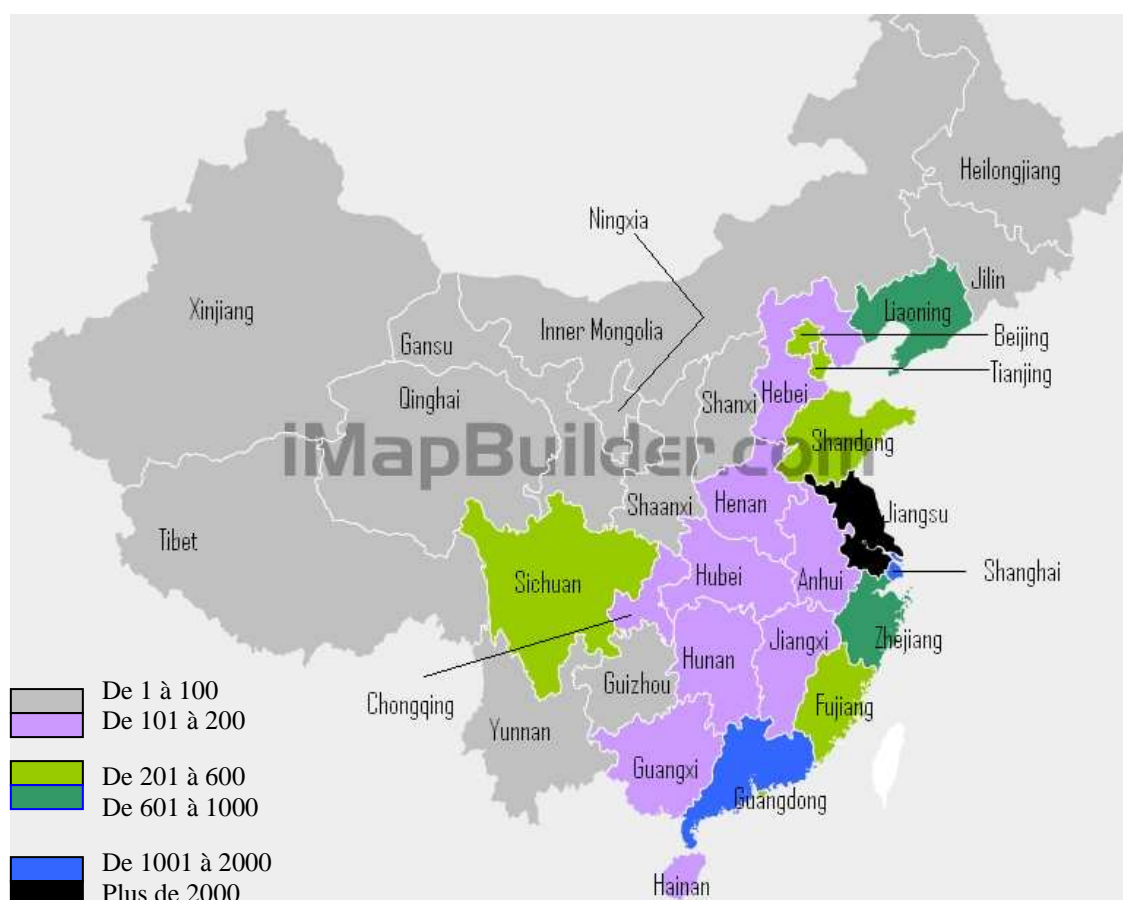 Heilongjiang
Ningxia
Jilin
Xinjiang
Liaoning
Inner Mongolia
Beijing
Gansu
Tianjing
Qinghai
Shanxi
Hebei
Shandong
iMapBuilder.com
Shaanxi
Henan
Jiangsu
Tibet
Shanghai
Sichuan
Hubei
Anhui
Jiangxi
Zhejiang
Hunan
Guizhou
De 1 à 100
Chongqing
Fujiang
De 101 à 200
Yunnan
Guangxi
De 201 à 600
Guangdong
De 601 à 1000
De 1001 à 2000
Hainan
Plus de 2000